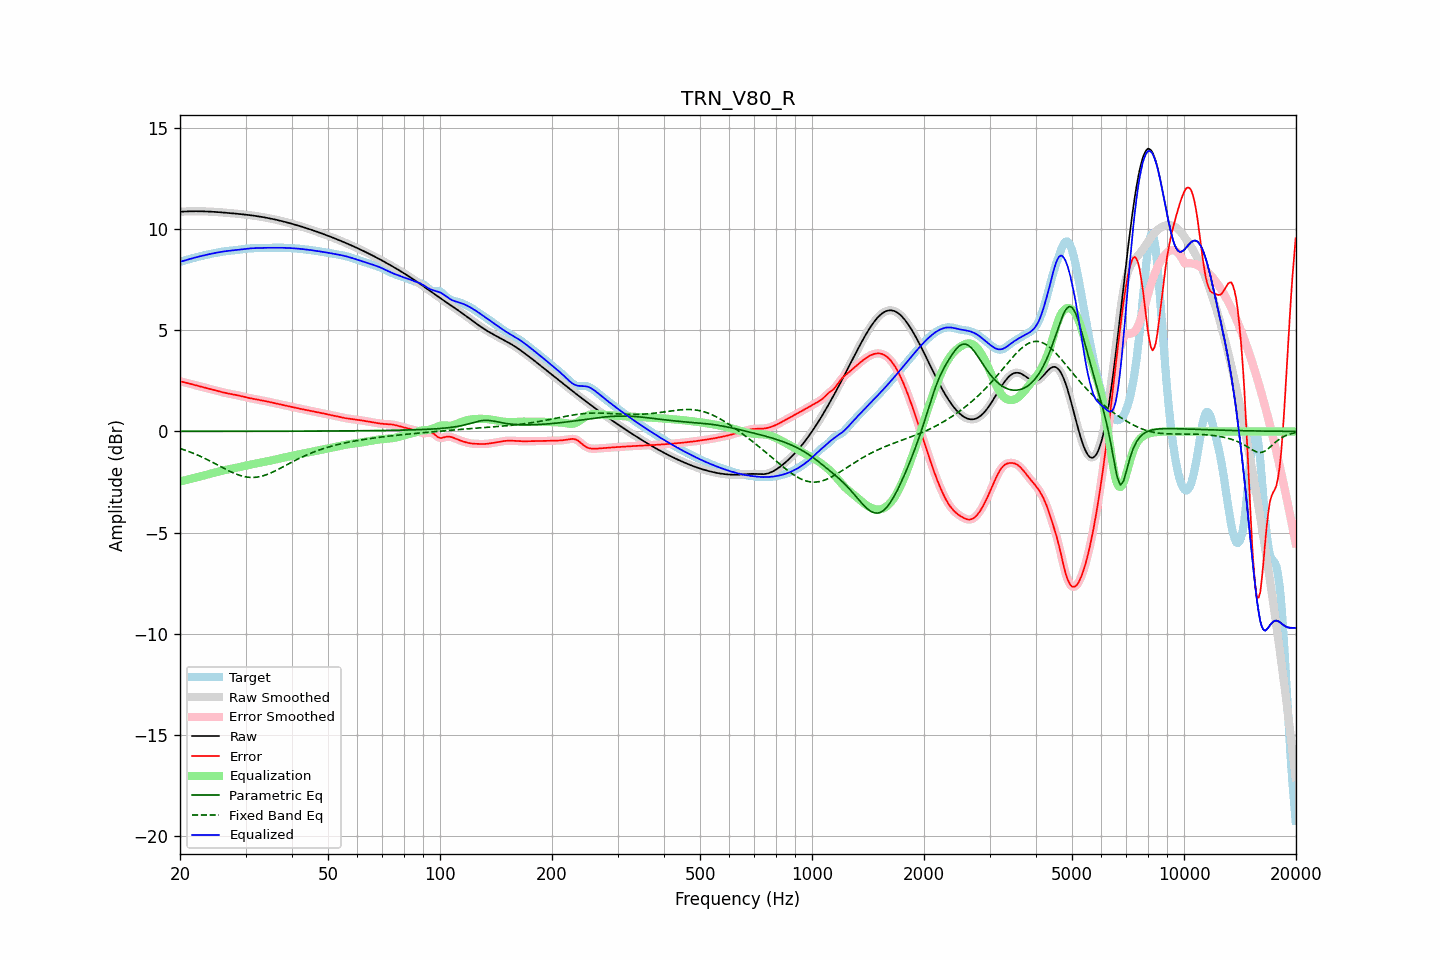 TRN_V80_R
Amplitude (dBr)
15
10
5
0
−5
−10
−15
−20
Target
Raw Smoothed
Error Smoothed
Raw
Error
Equalization
Parametric Eq
Fixed Band Eq
Equalized
20 50 100 200 500 1000 2000 5000 10000 20000
Frequency (Hz)